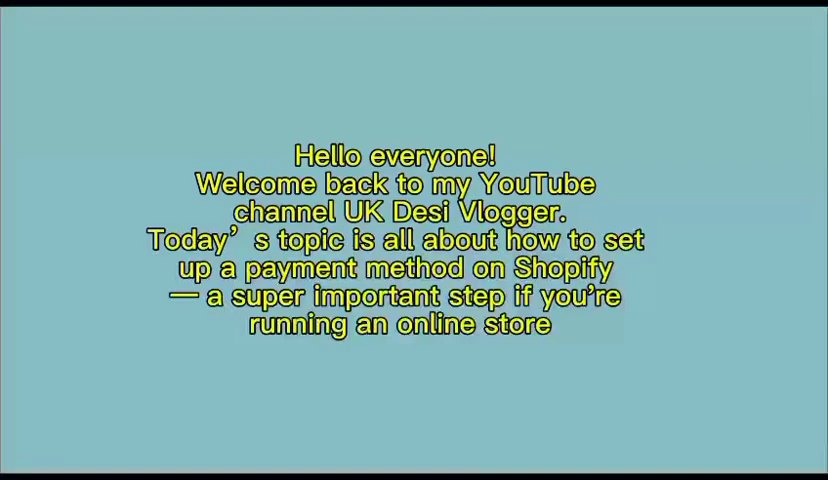 Hello everyone!
Welcome back to my YouTube
channel UK Desi Vlogger.
Today’s topic is all about how to set
up a payment method on Shopify
— a super important step if you’re
running an online store